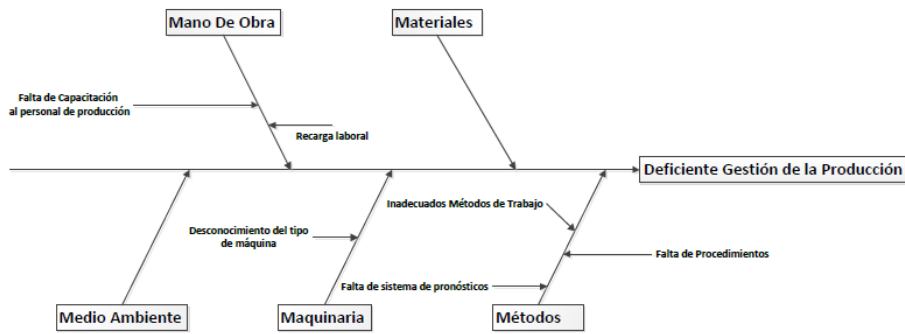 Mano De Obra
Materiales
Falta de Capacitación
al personal de producción
Recarga laboral
Deficiente Gestión de la Producción
Inadecuados Métodos de Trabajo
Desconocimiento del tipo
de máquina
Falta de Procedimientos
Falta de sistema de pronósticos
Medio Ambiente
Maquinaria
Métodos